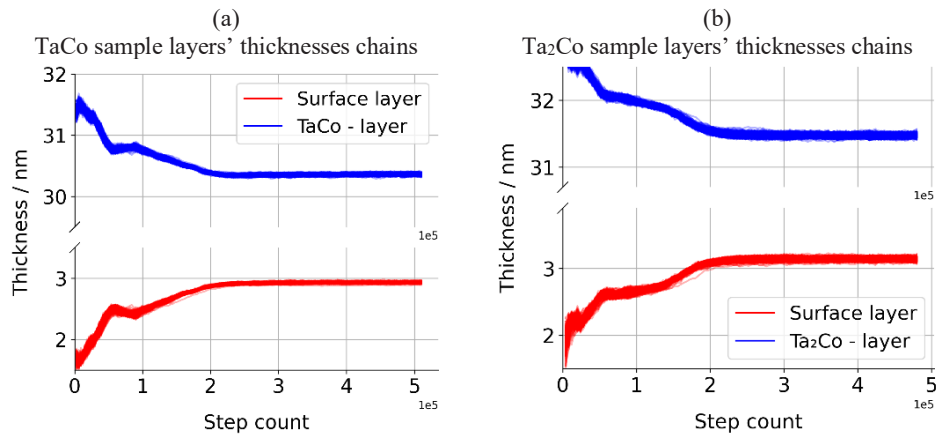 (a)
TaCo sample layers’ thicknesses chains
32
31
30
3
2
Thickness / nm
Surface layer
TaCo - layer
1e5
0 1 2 3 4 5
1e5
Step count
(b)
Ta₂Co sample layers’ thicknesses chains
32
31
3
2
Thickness / nm
1e5
Surface layer
Ta₂Co - layer
0 1 2 3 4 5
1e5
Step count